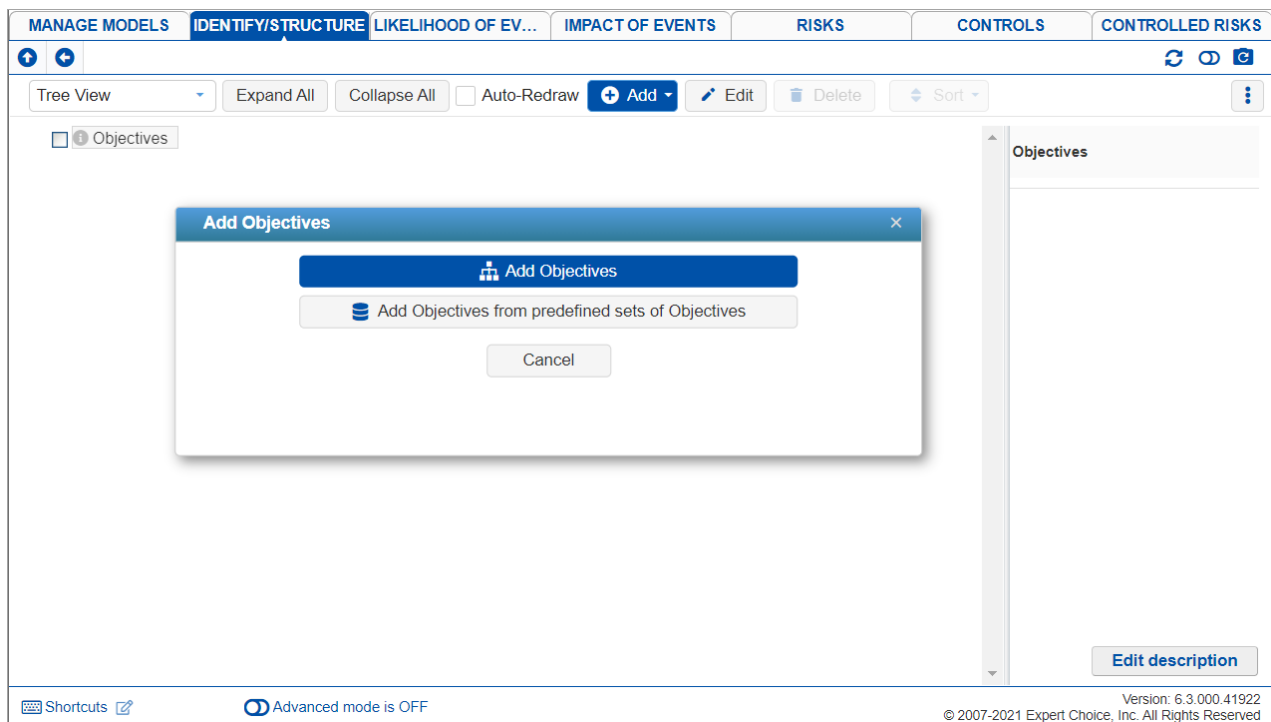 MANAGE MODELS IDENTIFY/STRUCTURE LIKELIHOOD OF EV... IMPACT OF EVENTS RISKS CONTROLS CONTROLLED RISKS
Tree View Expand All Collapse All Auto-Redraw Add Edit Delete Sort
Objectives
Objectives
Add Objectives
Add Objectives
Add Objectives from predefined sets of Objectives
Cancel
Edit description
Shortcuts Advanced mode is OFF
Version: 6.3.000.41922
© 2007-2021 Expert Choice, Inc. All Rights Reserved